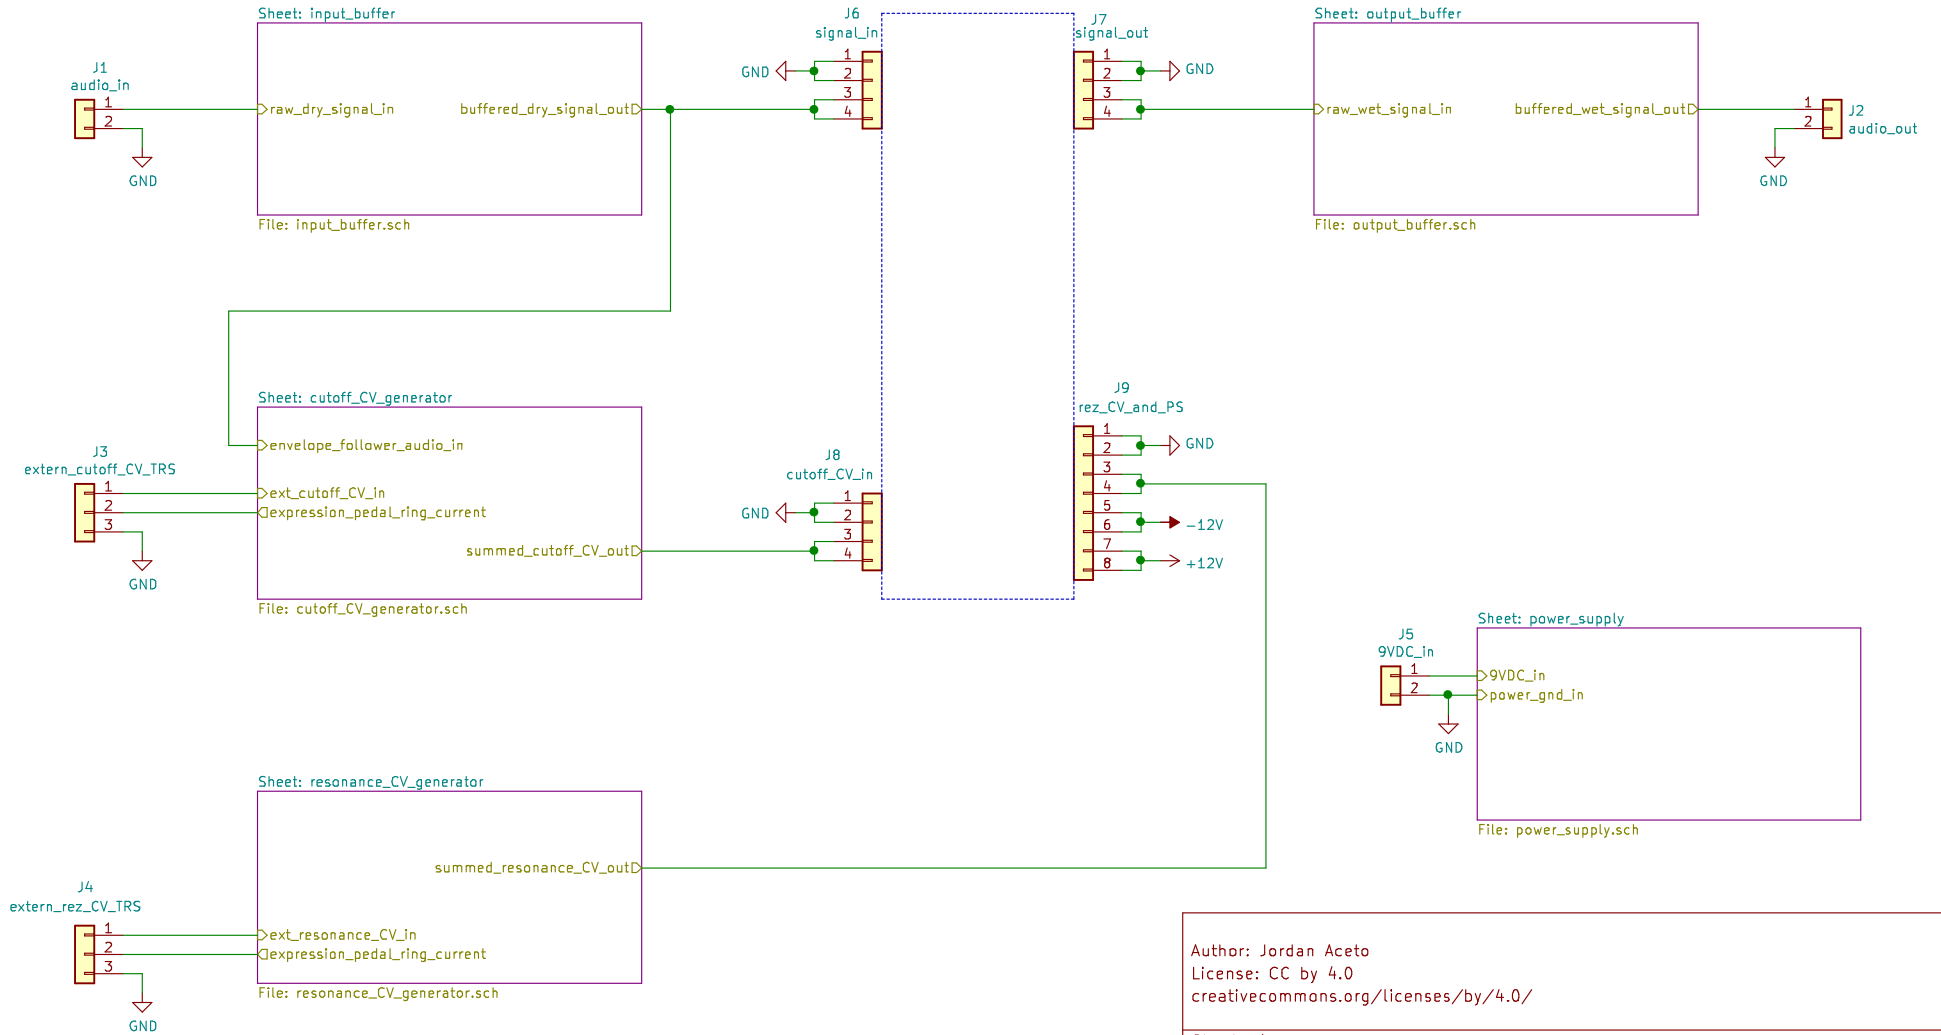 Sheet: input_buffer
J1
audio_in
1
2
GND
raw_dry_signal_in
buffered_dry_signal_out
File: input_buffer.sch
J6
signal_in
GND
1
2
3
4
J7
signal_out
1
2
3
4
GND
Sheet: output_buffer
raw_wet_signal_in
buffered_wet_signal_out
File: output_buffer.sch
1
2
J2
audio_out
GND
Sheet: cutoff_CV_generator
envelope_follower_audio_in
J3
extern_cutoff_CV_TRS
1
2
3
GND
ext_cutoff_CV_in
expression_pedal_ring_current
summed_cutoff_CV_out
File: cutoff_CV_generator.sch
J8
cutoff_CV_in
GND
1
2
3
4
J9
rez_CV_and_PS
1
2
3
4
5
6
7
8
GND
-12V
+12V
Sheet: power_supply
J5
9VDC_in
1
2
GND
9VDC_in
power_gnd_in
File: power_supply.sch
Sheet: resonance_CV_generator
summed_resonance_CV_out
J4
extern_rez_CV_TRS
1
2
3
GND
ext_resonance_CV_in
expression_pedal_ring_current
File: resonance_CV_generator.sch
Author: Jordan Aceto
License: CC by 4.0
creativecommons.org/licenses/by/4.0/